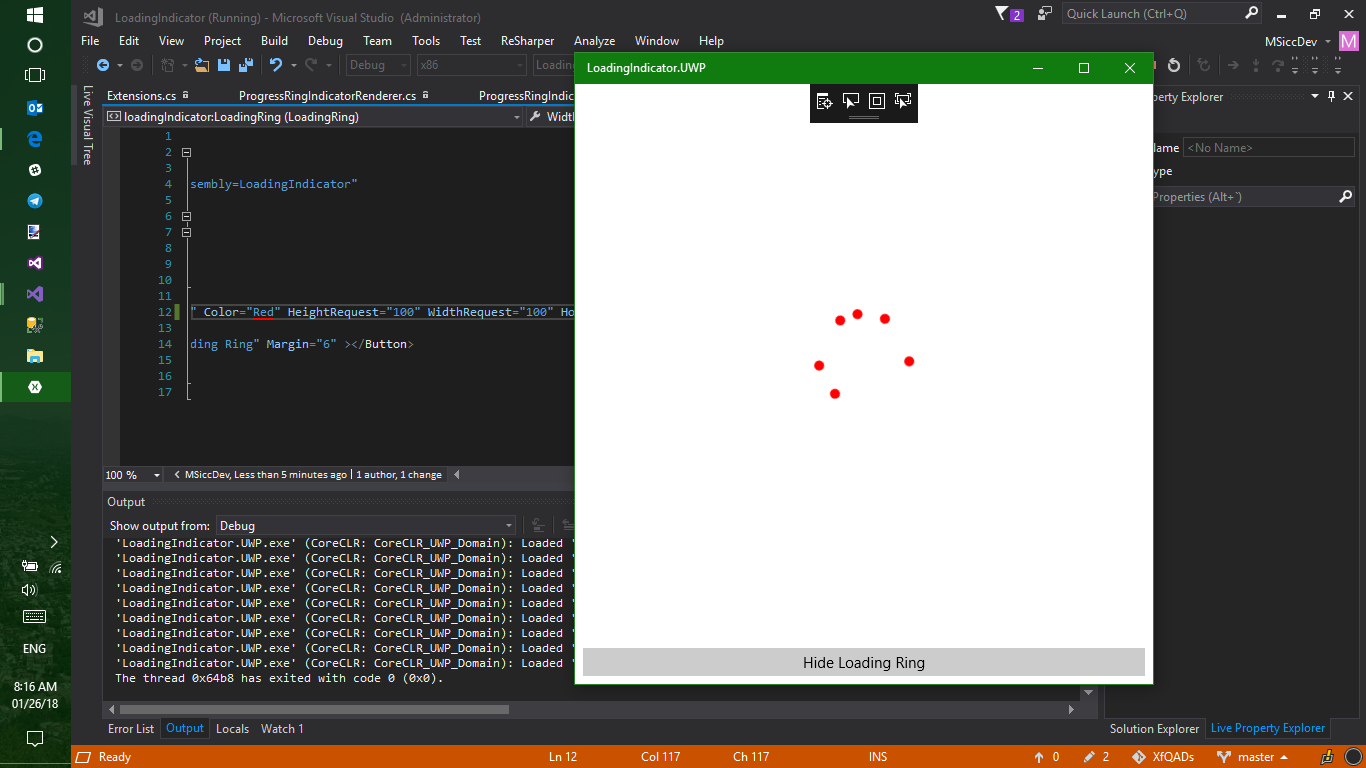 LoadingIndicator (Running) - Microsoft Visual Studio (Administrator)
2
Quick Launch (Ctrl+Q)
File Edit View Project Build Debug Team Tools Test ReSharper Analyze Window Help
MSiccDev M
Debug x86
LoadingIndicator.UWP
Live Visual Tree
Extensions.cs ProgressRingIndicatorRenderer.cs
perty Explorer
loadingIndicator:LoadingRing (LoadingRing)
ame <No Name>
ype
Properties (Alt+`)
1
2
3
4 sembly=LoadingIndicator"
5
6
7
8
9
10
11
12 " Color="Red" HeightRequest="100" WidthRequest="100" Ho
13
14 ding Ring" Margin="6" ></Button>
15
16
17
100 % MSiccDev, Less than 5 minutes ago | 1 author, 1 change
Output
Show output from: Debug
'LoadingIndicator.UWP.exe' (CoreCLR: CoreCLR_UWP_Domain): Loaded '
'LoadingIndicator.UWP.exe' (CoreCLR: CoreCLR_UWP_Domain): Loaded '
'LoadingIndicator.UWP.exe' (CoreCLR: CoreCLR_UWP_Domain): Loaded '
'LoadingIndicator.UWP.exe' (CoreCLR: CoreCLR_UWP_Domain): Loaded '
'LoadingIndicator.UWP.exe' (CoreCLR: CoreCLR_UWP_Domain): Loaded '
'LoadingIndicator.UWP.exe' (CoreCLR: CoreCLR_UWP_Domain): Loaded '
'LoadingIndicator.UWP.exe' (CoreCLR: CoreCLR_UWP_Domain): Loaded '
'LoadingIndicator.UWP.exe' (CoreCLR: CoreCLR_UWP_Domain): Loaded '
'LoadingIndicator.UWP.exe' (CoreCLR: CoreCLR_UWP_Domain): Loaded '
The thread 0x64b8 has exited with code 0 (0x0).
Hide Loading Ring
ENG
8:16 AM
01/26/18
Error List Output Locals Watch 1
Solution Explorer Live Property Explorer
Ready Ln 12 Col 117 Ch 117 INS 0 2 XfQADs master